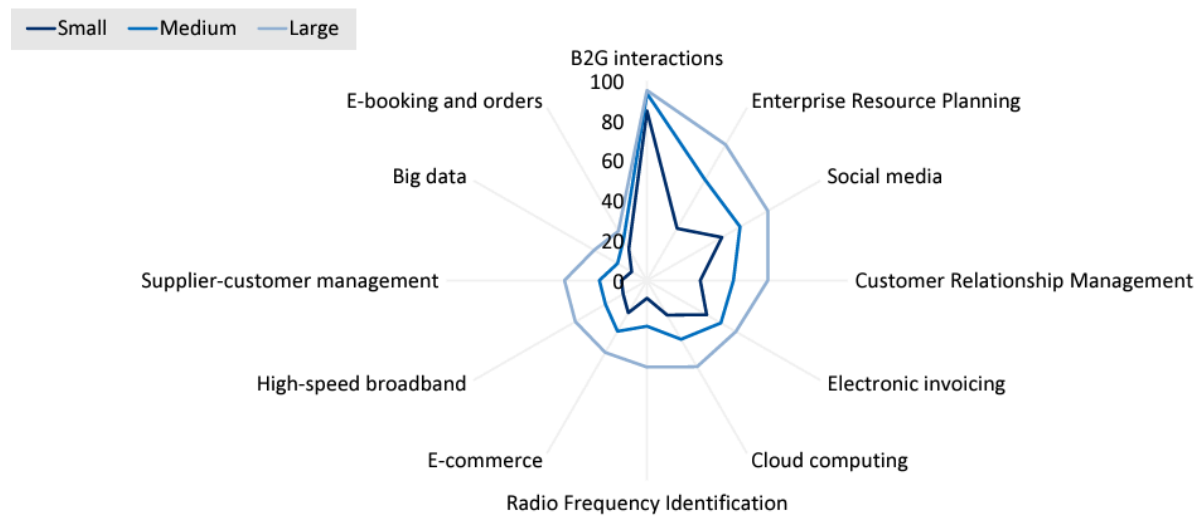 Small Medium Large
B2G interactions
100
E-booking and orders
Enterprise Resource Planning
80
Big data
60
Social media
40
20
Supplier-customer management
0
Customer Relationship Management
High-speed broadband
Electronic invoicing
E-commerce
Cloud computing
Radio Frequency Identification